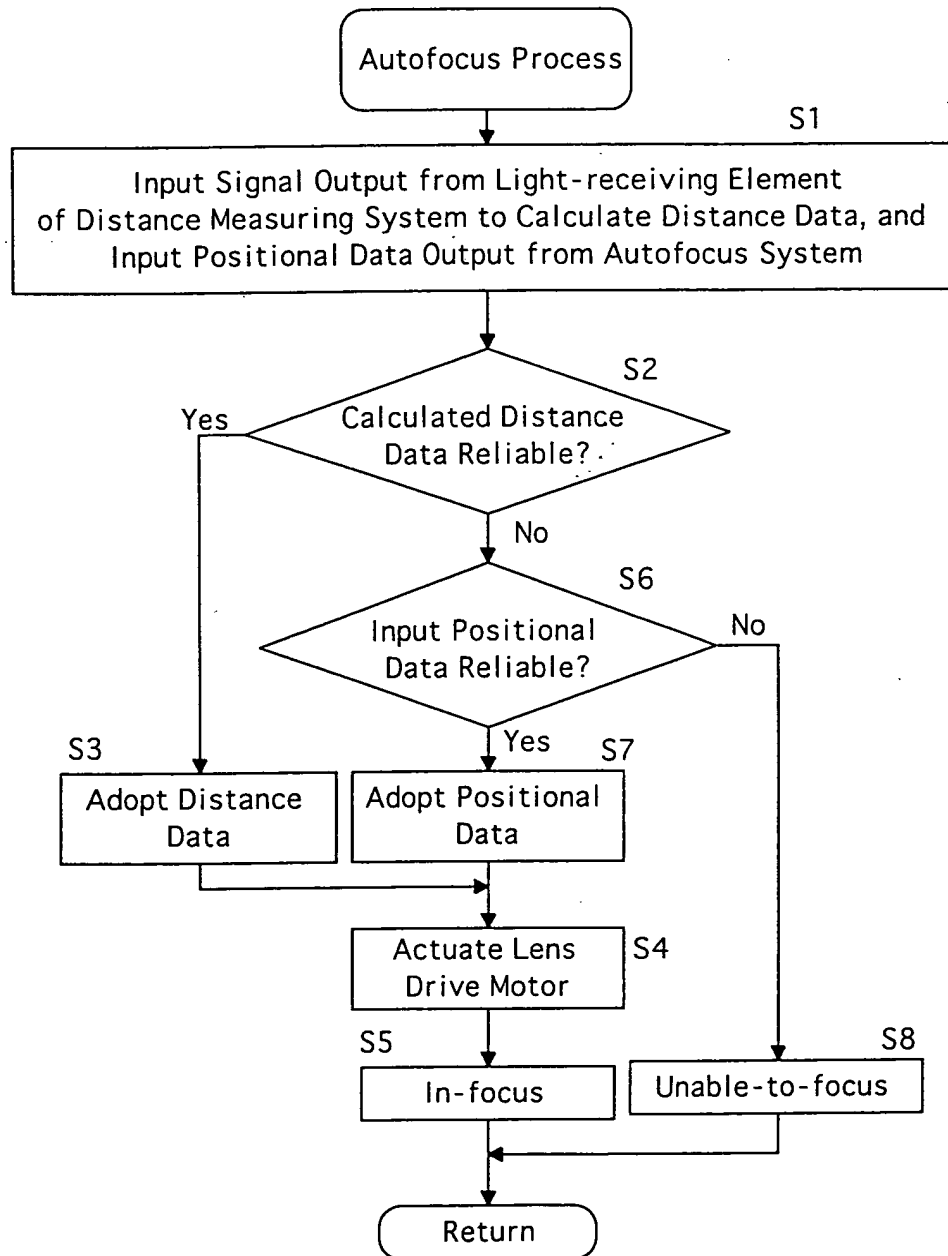 Autofocus Process
S1
Input Signal Output from Light-receiving Element
of Distance Measuring System to Calculate Distance Data, and
Input Positional Data Output from Autofocus System
S2
Yes
Calculated Distance
Data Reliable?
No
S6
Input Positional
Data Reliable?
No
Yes
S3
S7
Adopt Distance
Data
Adopt Positional
Data
Actuate Lens
Drive Motor
S4
S5
S8
In-focus
Unable-to-focus
Return